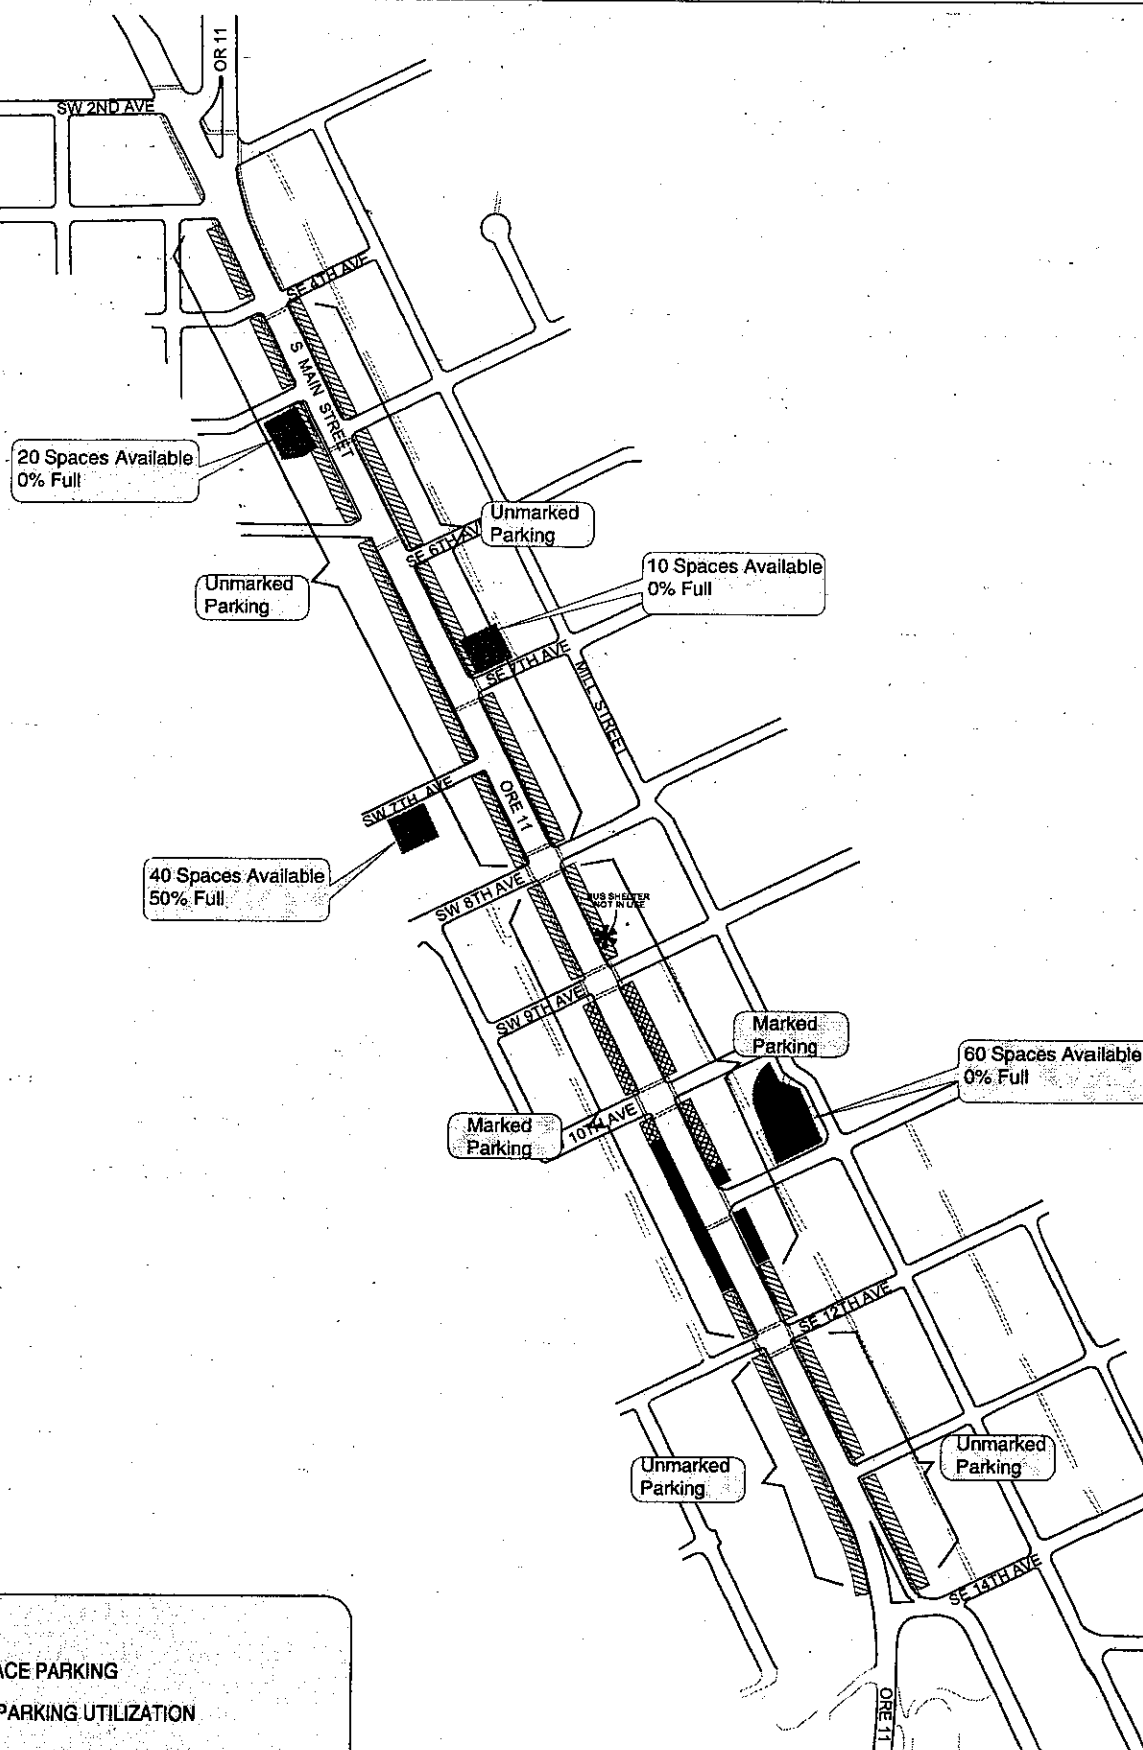 OR 11
SW 2ND AVE
SE 4TH AVE
S MAIN STREET
20 Spaces Available
0% Full
Unmarked
Parking
SE 6TH AVE
Unmarked
Parking
10 Spaces Available
0% Full
SE 7TH AVE
MILL STREET
SW 7TH AVE
ORE 11
40 Spaces Available
50% Full
SW 8TH AVE
BUS SHELTER
NOT IN USE
SW 9TH AVE
Marked
Parking
60 Spaces Available
0% Full
Marked
Parking
10TH AVE
SE 12TH AVE
Unmarked
Parking
Unmarked
Parking
SE 14TH AVE
ACE PARKING
PARKING UTILIZATION
ORE 11